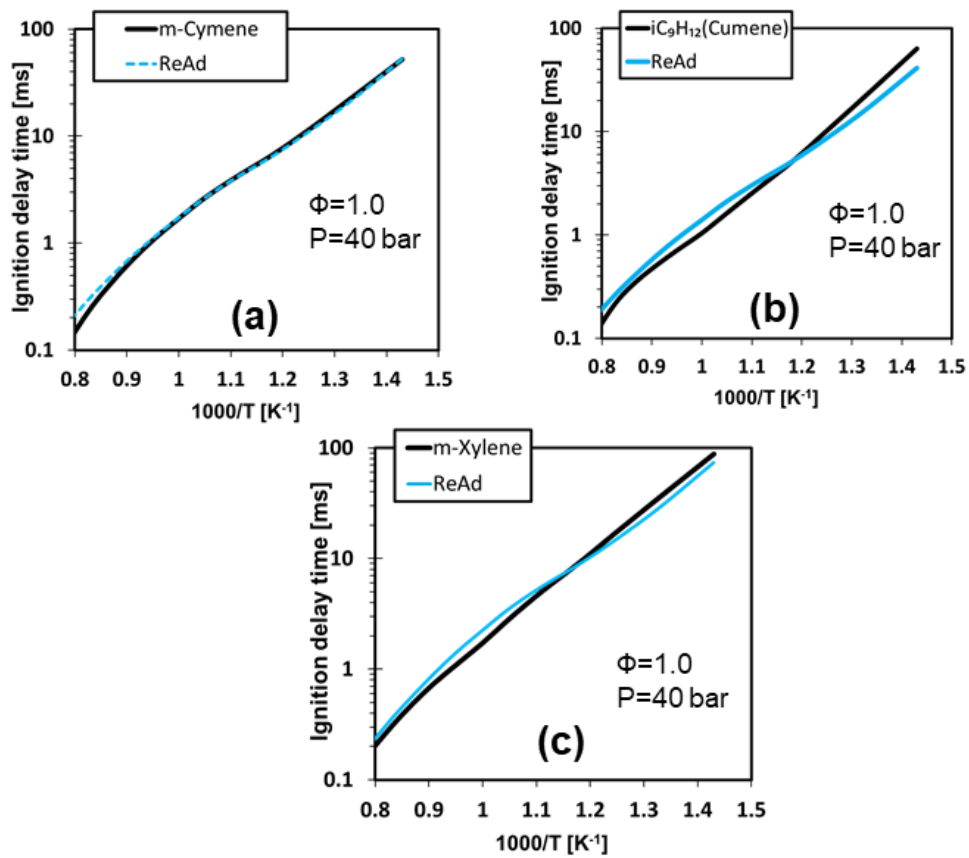 m-Cymene
ReAd
Ignition delay time [ms]
100
10
1
0.1
Φ=1.0
P=40 bar
(a)
0.8 0.9 1 1.1 1.2 1.3 1.4 1.5
1000/T [K⁻¹]
iC₉H₁₂(Cumene)
ReAd
Ignition delay time [ms]
100
10
1
0.1
Φ=1.0
P=40 bar
(b)
0.8 0.9 1 1.1 1.2 1.3 1.4 1.5
1000/T [K⁻¹]
m-Xylene
ReAd
Ignition delay time [ms]
100
10
1
0.1
Φ=1.0
P=40 bar
(c)
0.8 0.9 1 1.1 1.2 1.3 1.4 1.5
1000/T [K⁻¹]